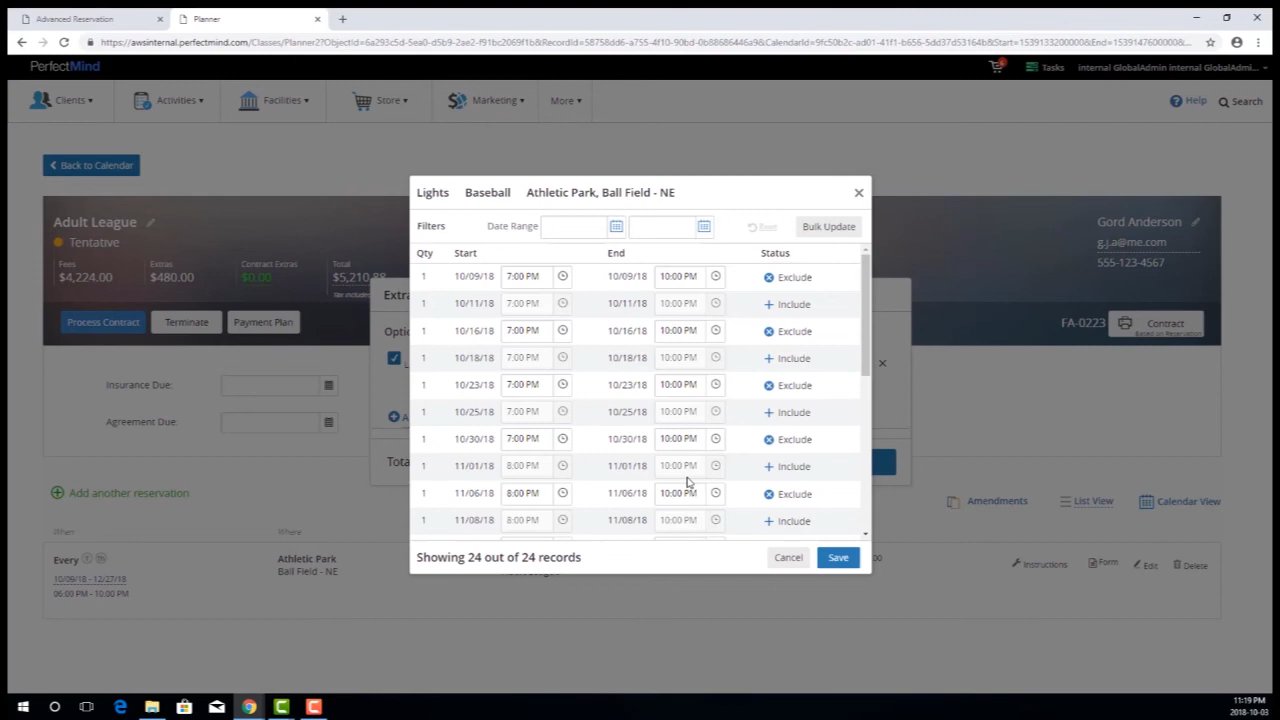 Advanced Reservation
Planner
https://awsinternal.perfectmind.com/Classes/Planner2?ObjectId=6a293c5d-5ea0-d5b9-2ae2-f91bc2069f1b&RecordId=58758dd6-a755-4f10-90bd-0b88686446a9&CalendarId=9fc50b2c-ad01-41f1-b656-5dd37d53164b&Start=1539133200000&End=1539147600000&l...
PerfectMind
Tasks
internal GlobalAdmin internal GlobalAdmi...
Clients
Activities
Facilities
Store
Marketing
More
Help
Search
Back to Calendar
Adult League
Tentative
Fees
Extras
Contract Extras
Total
$4,224.00
$480.00
$0.00
$5,210.88
Gord Anderson
g.j.a@me.com
555-123-4567
Process Contract
Terminate
Payment Plan
FA-0223
Contract
Based on Reservation
Insurance Due:
Agreement Due:
Lights Baseball Athletic Park, Ball Field - NE
Filters Date Range Reset Bulk Update
Qty Start End Status
1 10/09/18 7:00 PM 10/09/18 10:00 PM Exclude
1 10/11/18 7:00 PM 10/11/18 10:00 PM Include
1 10/16/18 7:00 PM 10/16/18 10:00 PM Exclude
1 10/18/18 7:00 PM 10/18/18 10:00 PM Include
1 10/23/18 7:00 PM 10/23/18 10:00 PM Exclude
1 10/25/18 7:00 PM 10/25/18 10:00 PM Include
1 10/30/18 7:00 PM 10/30/18 10:00 PM Exclude
1 11/01/18 8:00 PM 11/01/18 10:00 PM Include
1 11/06/18 8:00 PM 11/06/18 10:00 PM Exclude
1 11/08/18 8:00 PM 11/08/18 10:00 PM Include
Showing 24 out of 24 records
Cancel
Save
Add another reservation
Amendments
List View
Calendar View
When
Where
Every
10/09/18 - 12/27/18
06:00 PM - 10:00 PM
Athletic Park
Ball Field - NE
Instructions
Form
Edit
Delete
11:19 PM
2018-10-03